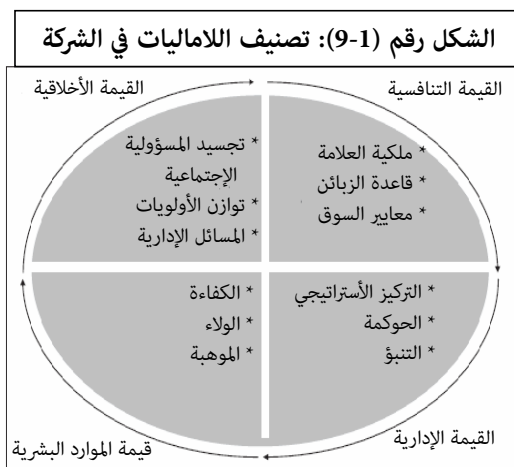 الشكل رقم (1-9): تصنيف اللاماليات في الشركة
القيمة التنافسية
* ملكية العلامة
* قاعدة الزبائن
* معايير السوق
القيمة الأخلاقية
* تجسيد المسؤولية
الإجتماعية
* توازن الأولويات
* المسائل الإدارية
* التركيز الأستراتيجي
* الحوكمة
* التنبؤ
القيمة الإدارية
* الكفاءة
* الولاء
* الموهبة
قيمة الموارد البشرية